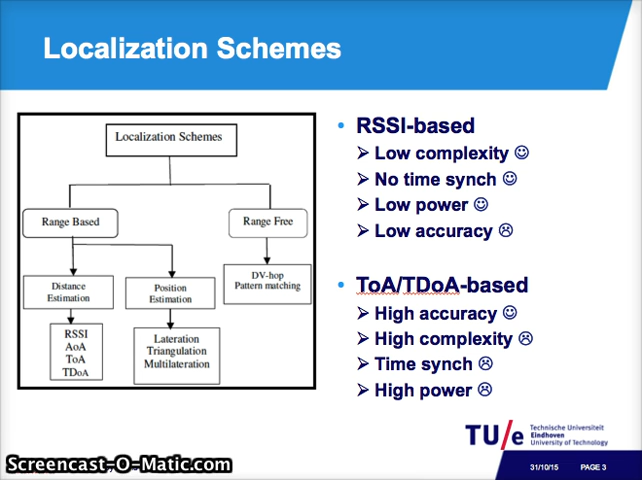 Localization Schemes
Localization Schemes
Range Based
Range Free
Distance
Estimation
Position
Estimation
DV-hop
Pattern matching
RSSI
AoA
ToA
TDoA
Lateration
Triangulation
Multilateration
• RSSI-based
➢ Low complexity ☺
➢ No time synch ☺
➢ Low power ☺
➢ Low accuracy ☹
• ToA/TDoA-based
➢ High accuracy ☺
➢ High complexity ☹
➢ Time synch ☹
➢ High power ☹
TU/e
Technische Universiteit
Eindhoven
University of Technology
Screencast-O-Matic.com
31/10/15 PAGE 3